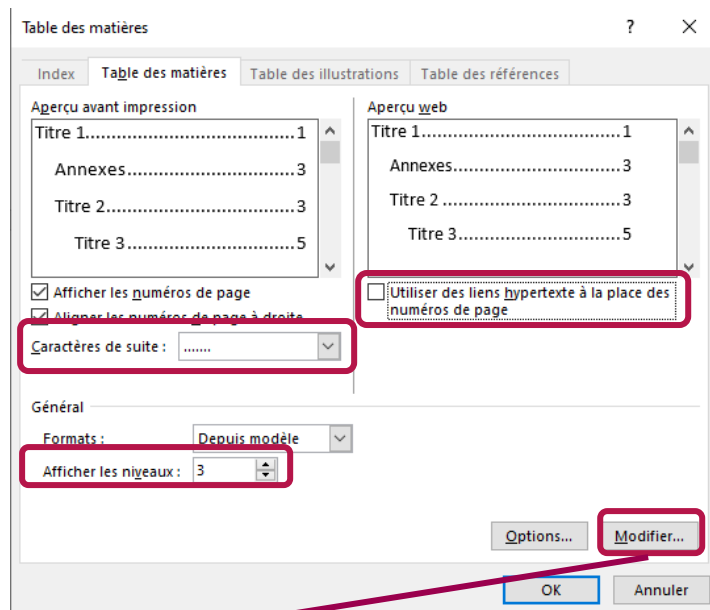 Table des matières ? ×
Index Table des matières Table des illustrations Table des références
Aperçu avant impression
Titre 1....................................1
Annexes.............................3
Titre 2.................................3
Titre 3.............................5
Aperçu web
Titre 1...................................1
Annexes.............................3
Titre 2 ...............................3
Titre 3............................5
Afficher les numéros de page
Aligner les numéros de page à droite
Caractères de suite : .......
Utiliser des liens hypertexte à la place des
numéros de page
Général
Formats : Depuis modèle
Afficher les niveaux : 3
Options... Modifier...
OK Annuler